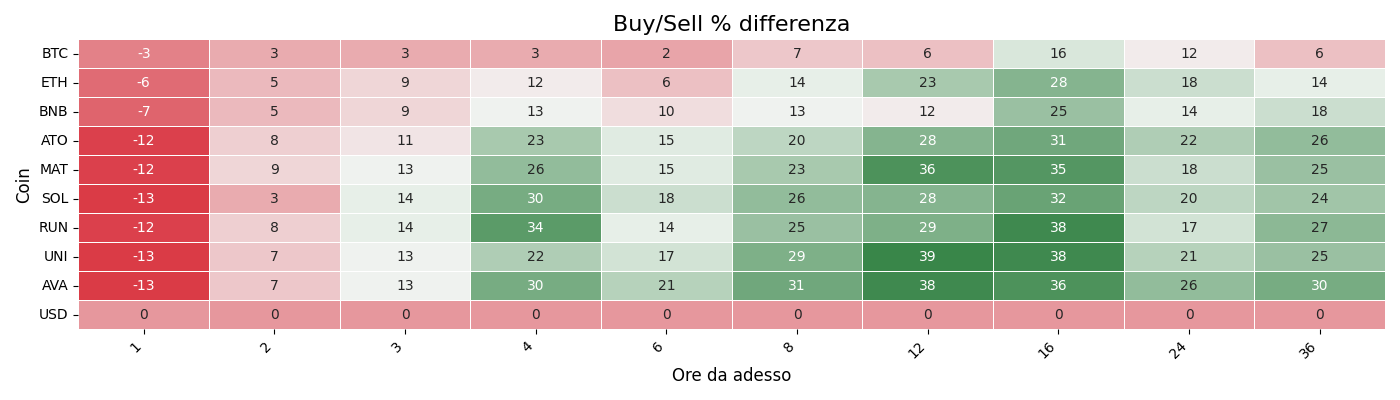 Buy/Sell % differenza
BTC -3 3 3 3 2 7 6 16 12 6
ETH -6 5 9 12 6 14 23 28 18 14
BNB -7 5 9 13 10 13 12 25 14 18
ATO -12 8 11 23 15 20 28 31 22 26
MAT -12 9 13 26 15 23 36 35 18 25
SOL -13 3 14 30 18 26 28 32 20 24
RUN -12 8 14 34 14 25 29 38 17 27
UNI -13 7 13 22 17 29 39 38 21 25
AVA -13 7 13 30 21 31 38 36 26 30
USD 0 0 0 0 0 0 0 0 0 0
Coin
1 2 3 4 6 8 12 16 24 36
Ore da adesso